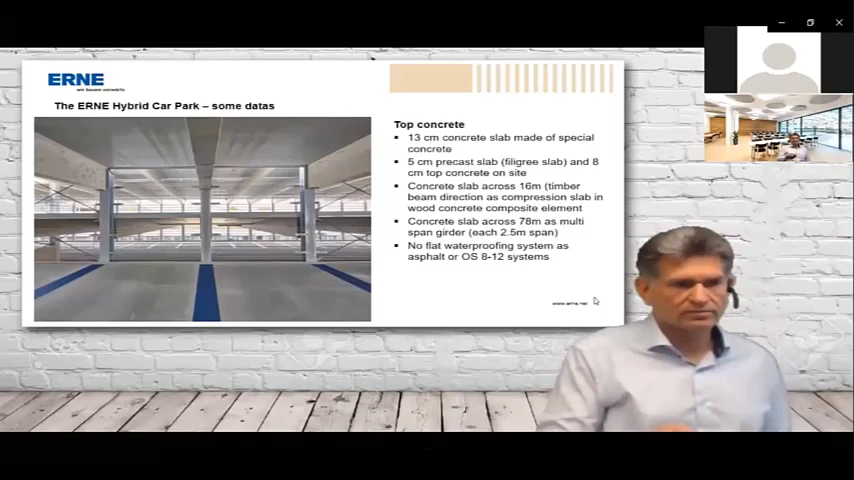 ERNE
wir bauen vorwärts
The ERNE Hybrid Car Park – some datas
Top concrete
▪ 13 cm concrete slab made of special
concrete
▪ 5 cm precast slab (filigree slab) and 8
cm top concrete on site
▪ Concrete slab across 16m (timber
beam direction as compression slab in
wood concrete composite element
▪ Concrete slab across 78m as multi
span girder (each 2.5m span)
▪ No flat waterproofing system as
asphalt or OS 8-12 systems
www.erne.net